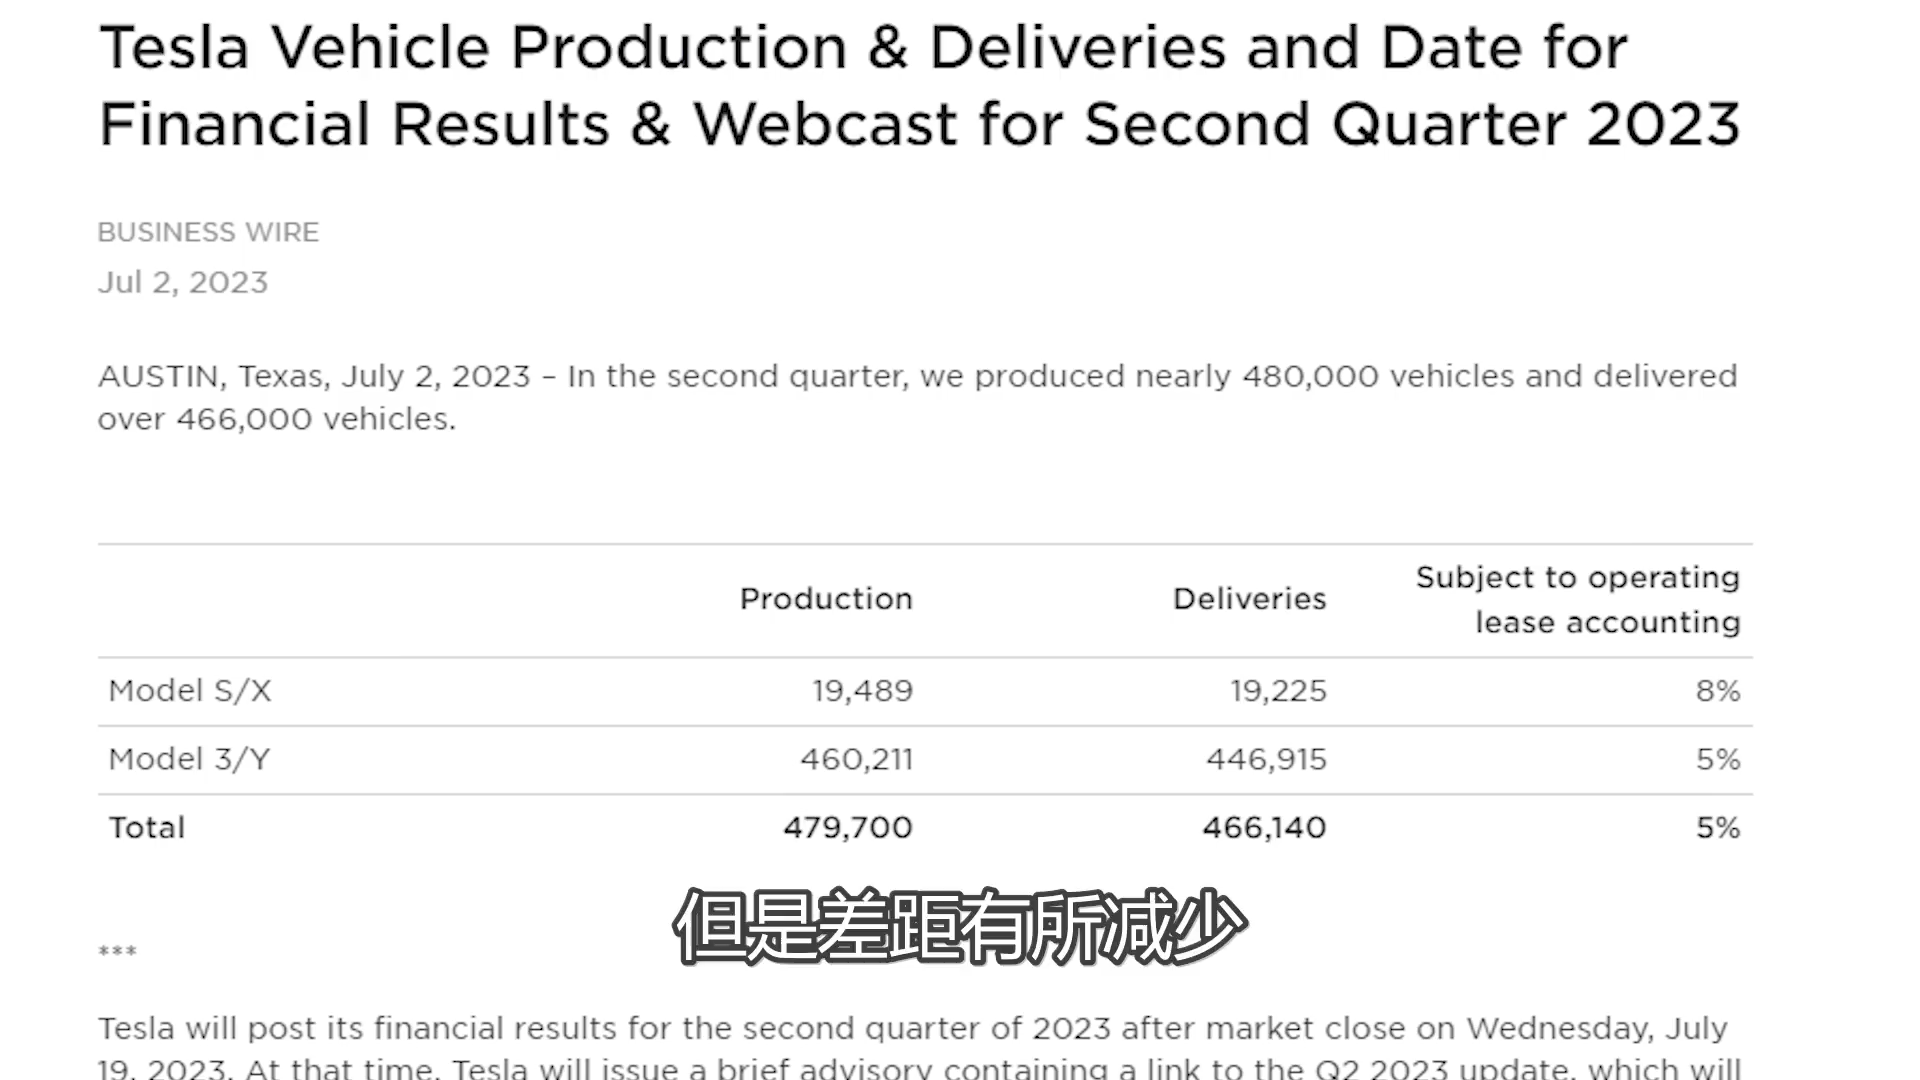 Tesla Vehicle Production & Deliveries and Date for
Financial Results & Webcast for Second Quarter 2023
BUSINESS WIRE
Jul 2, 2023
AUSTIN, Texas, July 2, 2023 – In the second quarter, we produced nearly 480,000 vehicles and delivered
over 466,000 vehicles.
Production Deliveries Subject to operating
lease accounting
Model S/X 19,489 19,225 8%
Model 3/Y 460,211 446,915 5%
Total 479,700 466,140 5%
但是差距有所减少
***
Tesla will post its financial results for the second quarter of 2023 after market close on Wednesday, July
19, 2023. At that time, Tesla will issue a brief advisory containing a link to the Q2 2023 update, which will